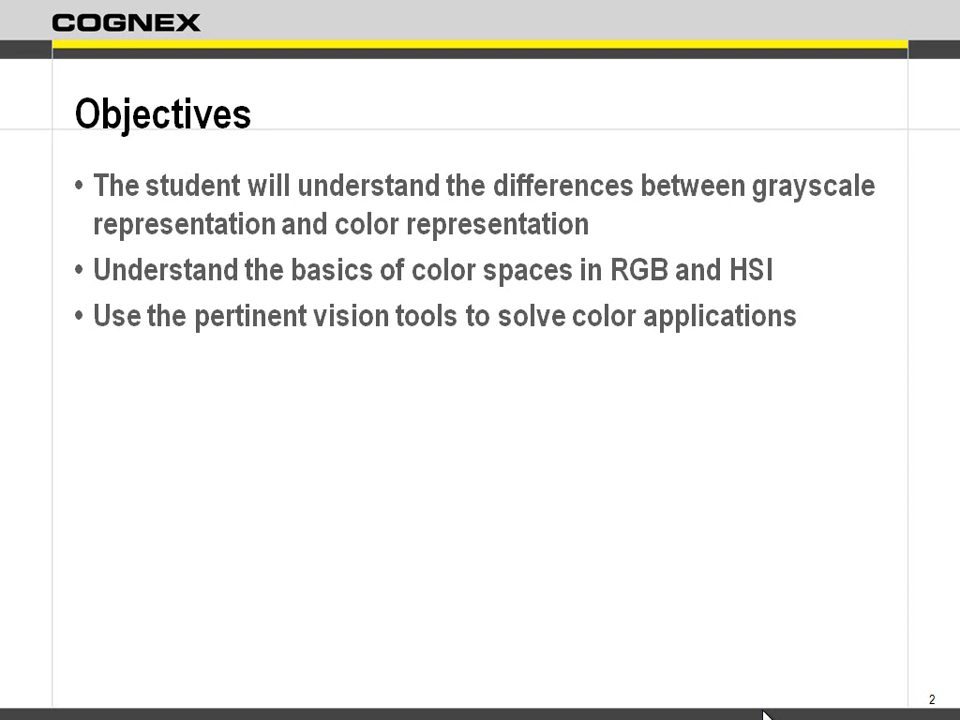 COGNEX
Objectives
• The student will understand the differences between grayscale
representation and color representation
• Understand the basics of color spaces in RGB and HSI
• Use the pertinent vision tools to solve color applications
2